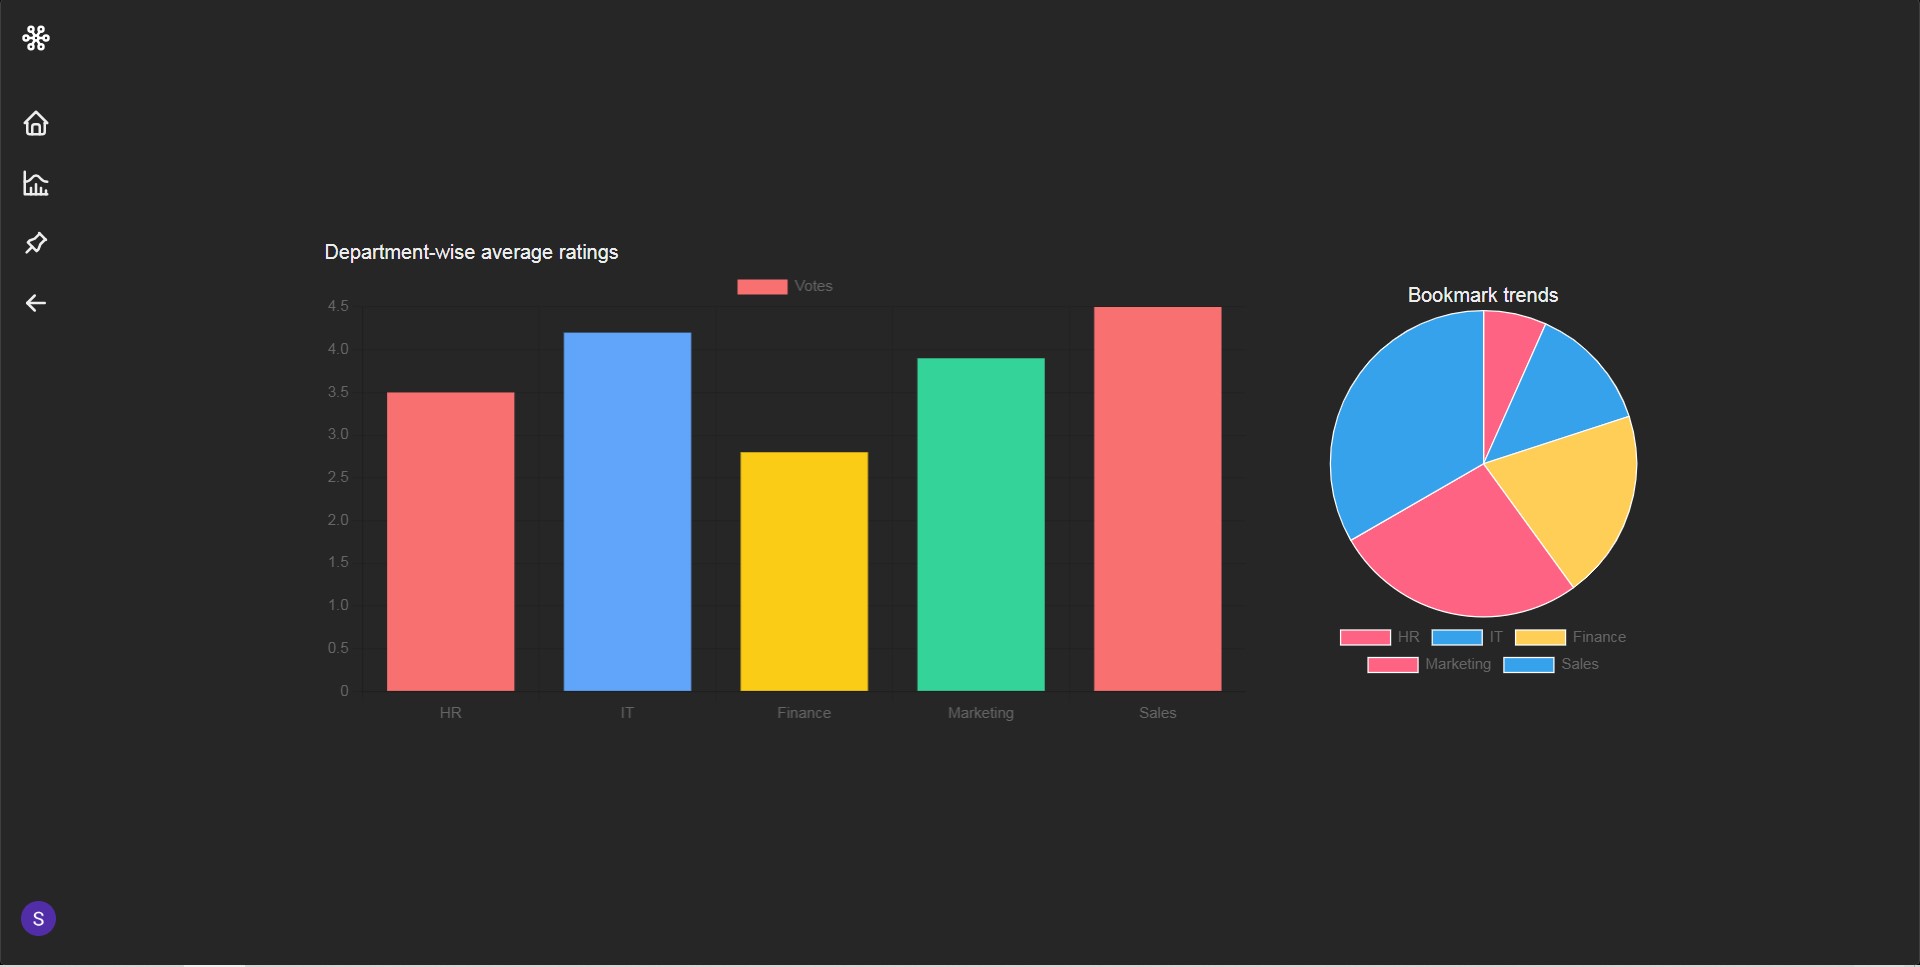 Department-wise average ratings
Votes
4.5
4.0
3.5
3.0
2.5
2.0
1.5
1.0
0.5
0
HR IT Finance Marketing Sales
Bookmark trends
HR IT Finance
Marketing Sales
S